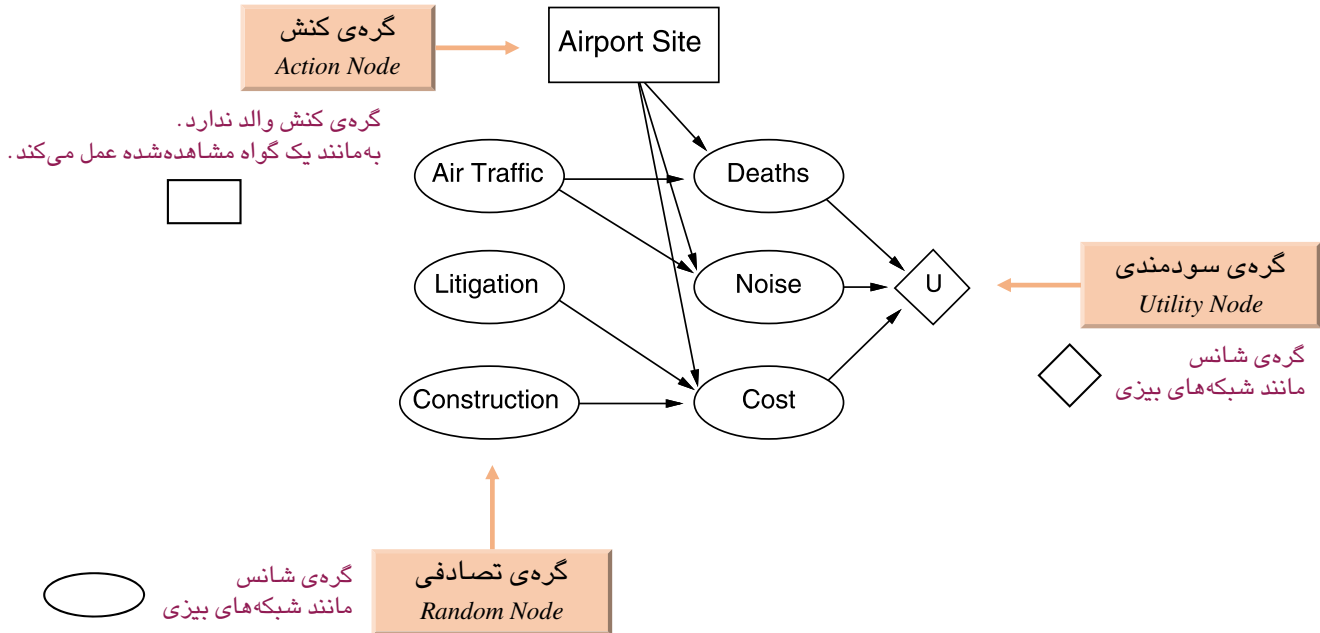 گره‌ی کنش
Action Node
Airport Site
گره‌ی کنش والد ندارد.
به‌مانند یک گواه مشاهده‌شده عمل می‌کند.
Air Traffic
Deaths
Litigation
Noise
U
گره‌ی سودمندی
Utility Node
گره‌ی شانس
مانند شبکه‌های بیزی
Construction
Cost
گره‌ی تصادفی
Random Node
گره‌ی شانس
مانند شبکه‌های بیزی